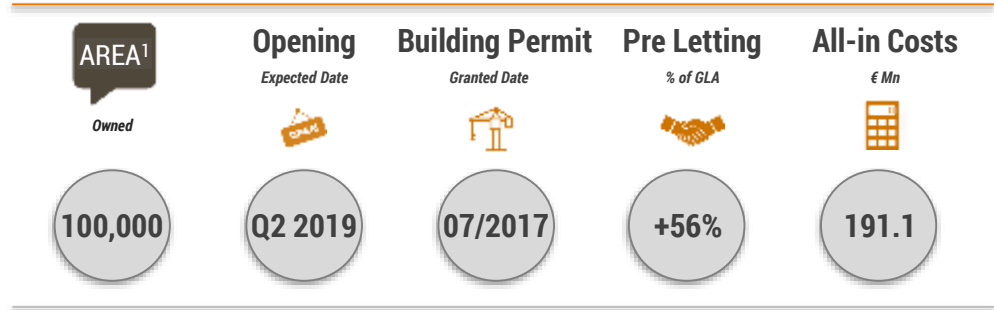 AREA¹
Owned
100,000
Opening
Expected Date
OPEN
Q2 2019
Building Permit
Granted Date
07/2017
Pre Letting
% of GLA
+56%
All-in Costs
€ Mn
191.1